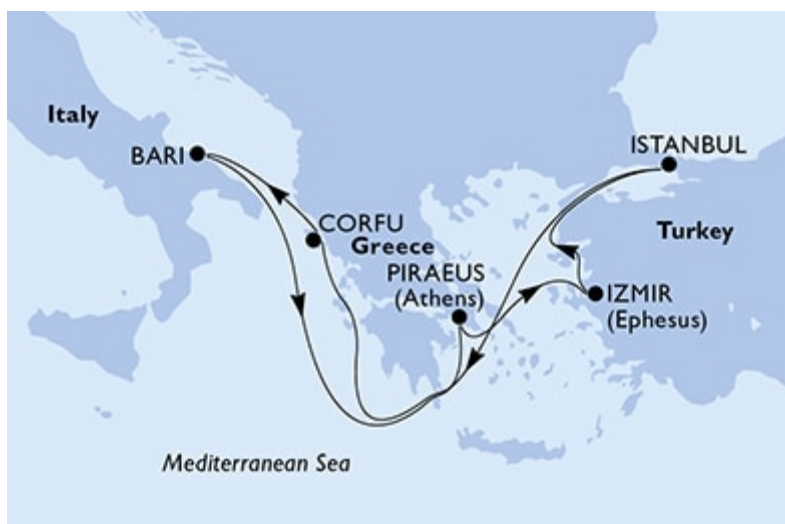 Italy
BARI
CORFU
Greece
PIRAEUS
(Athens)
ISTANBUL
Turkey
IZMIR
(Ephesus)
Mediterranean Sea